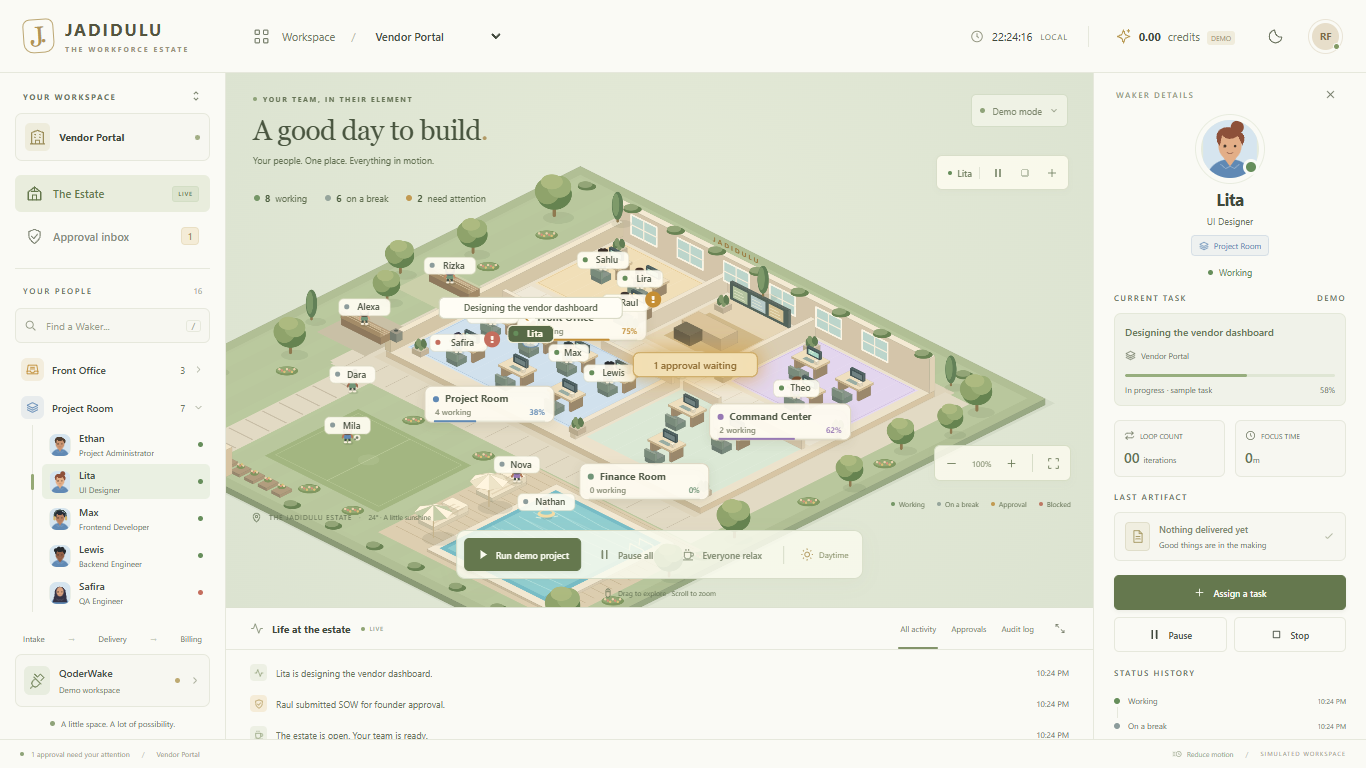 J.
JADIDULU
THE WORKFORCE ESTATE
Workspace / Vendor Portal
22:24:16 LOCAL
0.00 credits DEMO
RF
YOUR WORKSPACE
Vendor Portal
The Estate LIVE
Approval inbox 1
YOUR PEOPLE 16
Find a Waker... /
Front Office 3
Project Room 7
Ethan
Project Administrator
Lita
UI Designer
Max
Frontend Developer
Lewis
Backend Engineer
Safira
QA Engineer
Intake → Delivery → Billing
QoderWake
Demo workspace
A little space. A lot of possibility.
YOUR TEAM, IN THEIR ELEMENT
A good day to build.
Your people. One place. Everything in motion.
8 working 6 on a break 2 need attention
Demo mode
Lita
JADIDULU
Sahlu
Rizka
Lira
Raul
Alexa
Designing the vendor dashboard
Front Office
75%
Lita
Safira
Max
1 approval waiting
Lewis
Dara
Theo
Project Room
4 working 38%
Command Center
2 working 62%
Mila
Nova
Finance Room
0 working 0%
Nathan
100%
Working On a break Approval Blocked
THE JADIDULU ESTATE 24° · A little sunshine
Run demo project Pause all Everyone relax Daytime
Drag to explore · Scroll to zoom
Life at the estate LIVE
All activity Approvals Audit log
Lita is designing the vendor dashboard. 10:24 PM
Raul submitted SOW for founder approval. 10:24 PM
The estate is open. Your team is ready. 10:24 PM
WAKER DETAILS
Lita
UI Designer
Project Room
Working
CURRENT TASK DEMO
Designing the vendor dashboard
Vendor Portal
In progress · sample task 58%
LOOP COUNT
00 iterations
FOCUS TIME
0m
LAST ARTIFACT
Nothing delivered yet
Good things are in the making
Assign a task
Pause
Stop
STATUS HISTORY
Working 10:24 PM
On a break 10:24 PM
1 approval need your attention / Vendor Portal
Reduce motion / SIMULATED WORKSPACE